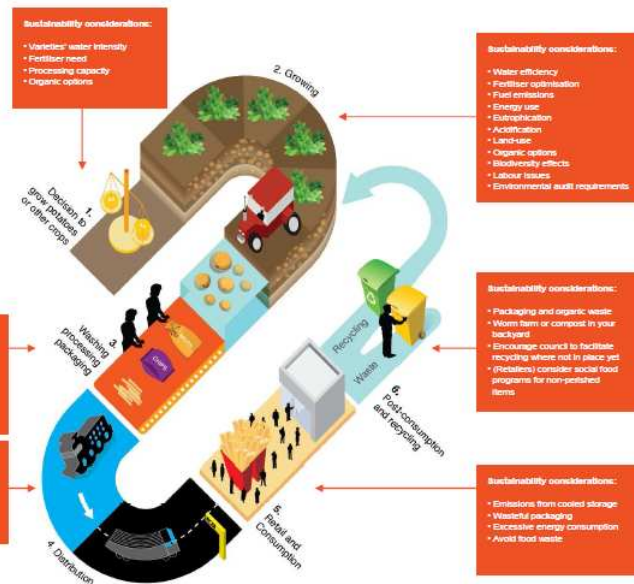 Sustainability considerations:
• Varieties' water intensity
• Fertiliser need
• Processing capacity
• Organic options
1.
Decision to
grow potatoes
or other crops
2. Growing
Sustainability considerations:
• Water efficiency
• Fertiliser optimisation
• Fuel emissions
• Energy use
• Eutrophication
• Acidification
• Land-use
• Organic options
• Biodiversity effects
• Labour issues
• Environmental audit requirements
3.
Washing
processing
packaging
CHIPS
4. Distribution
5.
Retail and
Consumption
Sustainability considerations:
• Emissions from cooled storage
• Wasteful packaging
• Excessive energy consumption
• Avoid food waste
Recycling
Waste
6.
Post-consumption
and recycling
Sustainability considerations:
• Packaging and organic waste
• Worm farm or compost in your
backyard
• Encourage council to facilitate
recycling where not in place yet
• (Retailers) consider social food
programs for non-perished
items